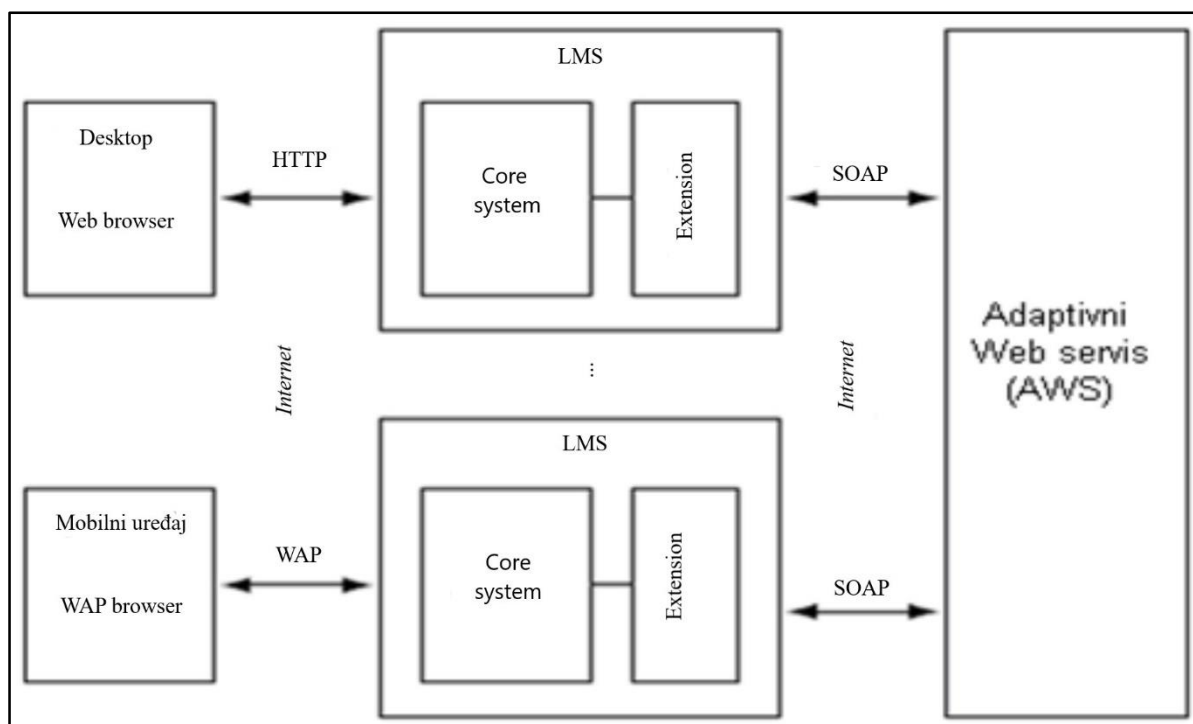 LMS
Desktop
Web browser
HTTP
Core
system
Extension
SOAP
Internet
...
Internet
Adaptivni
Web servis
(AWS)
LMS
Mobilni uređaj
WAP browser
WAP
Core
system
Extension
SOAP